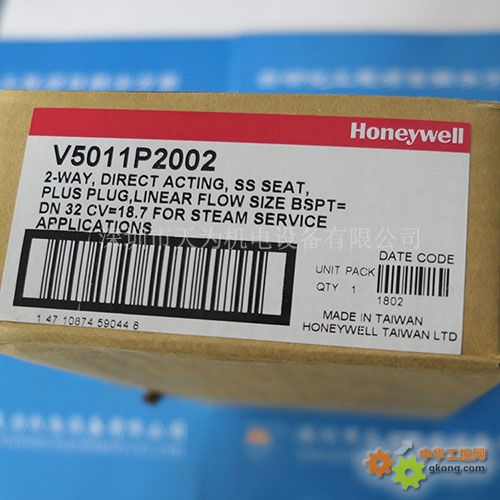 Honeywell
V5011P2002
2-WAY, DIRECT ACTING, SS SEAT,
PLUS PLUG,LINEAR FLOW SIZE BSPT=
DN 32 CV=18.7 FOR STEAM SERVICE
APPLICATIONS
(深圳市天为机电设备有限公司)
DATE CODE
UNIT PACK
QTY 1
1802
1 47 10874 59044 8
MADE IN TAIWAN
HONEYWELL TAIWAN LTD
中华工控网
gkong.com